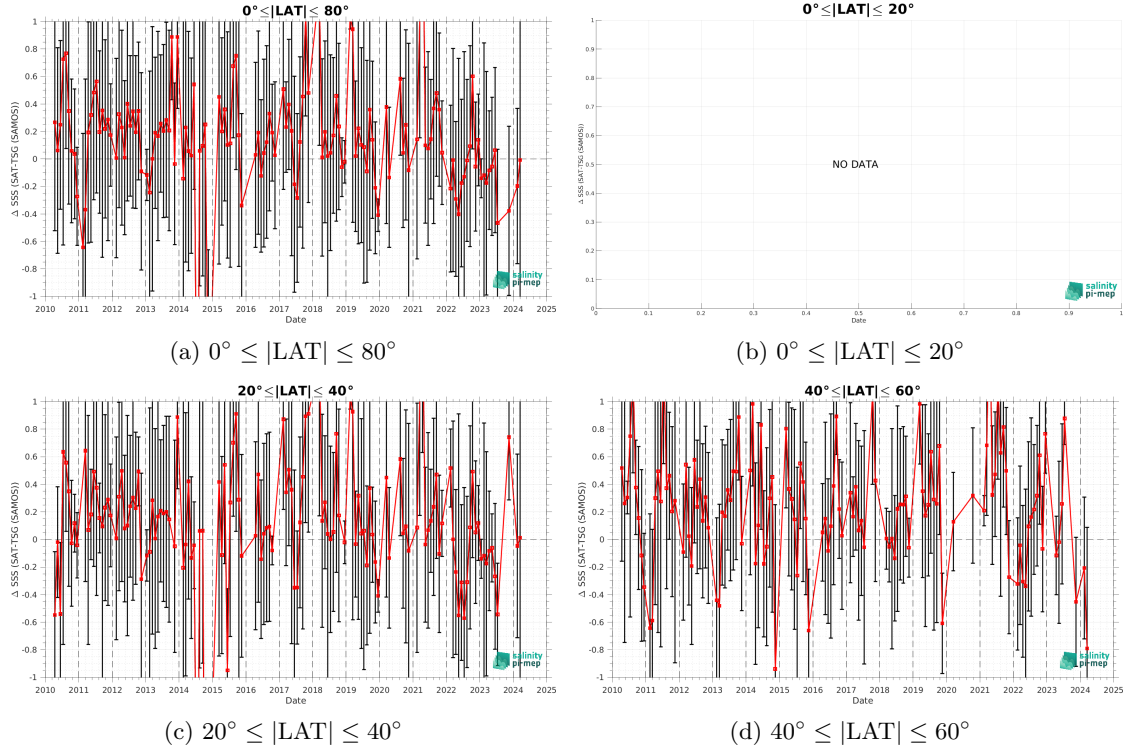 0°≤|LAT|≤ 80°
Δ SSS (SAT-TSG (SAMOS))
1
0.8
0.6
0.4
0.2
0
-0.2
-0.4
-0.6
-0.8
-1
2010 2011 2012 2013 2014 2015 2016 2017 2018 2019 2020 2021 2022 2023 2024 2025
Date
salinity
pi-mep
(a) 0° ≤ |LAT| ≤ 80°
0°≤|LAT|≤ 20°
Δ SSS (SAT-TSG (SAMOS))
1
0.9
0.8
0.7
0.6
0.5
0.4
0.3
0.2
0.1
0
NO DATA
0 0.1 0.2 0.3 0.4 0.5 0.6 0.7 0.8 0.9 1
Date
salinity
pi-mep
(b) 0° ≤ |LAT| ≤ 20°
20°≤|LAT|≤ 40°
Δ SSS (SAT-TSG (SAMOS))
1
0.8
0.6
0.4
0.2
0
-0.2
-0.4
-0.6
-0.8
-1
2010 2011 2012 2013 2014 2015 2016 2017 2018 2019 2020 2021 2022 2023 2024 2025
Date
salinity
pi-mep
(c) 20° ≤ |LAT| ≤ 40°
40°≤|LAT|≤ 60°
Δ SSS (SAT-TSG (SAMOS))
1
0.8
0.6
0.4
0.2
0
-0.2
-0.4
-0.6
-0.8
-1
2010 2011 2012 2013 2014 2015 2016 2017 2018 2019 2020 2021 2022 2023 2024 2025
Date
salinity
pi-mep
(d) 40° ≤ |LAT| ≤ 60°